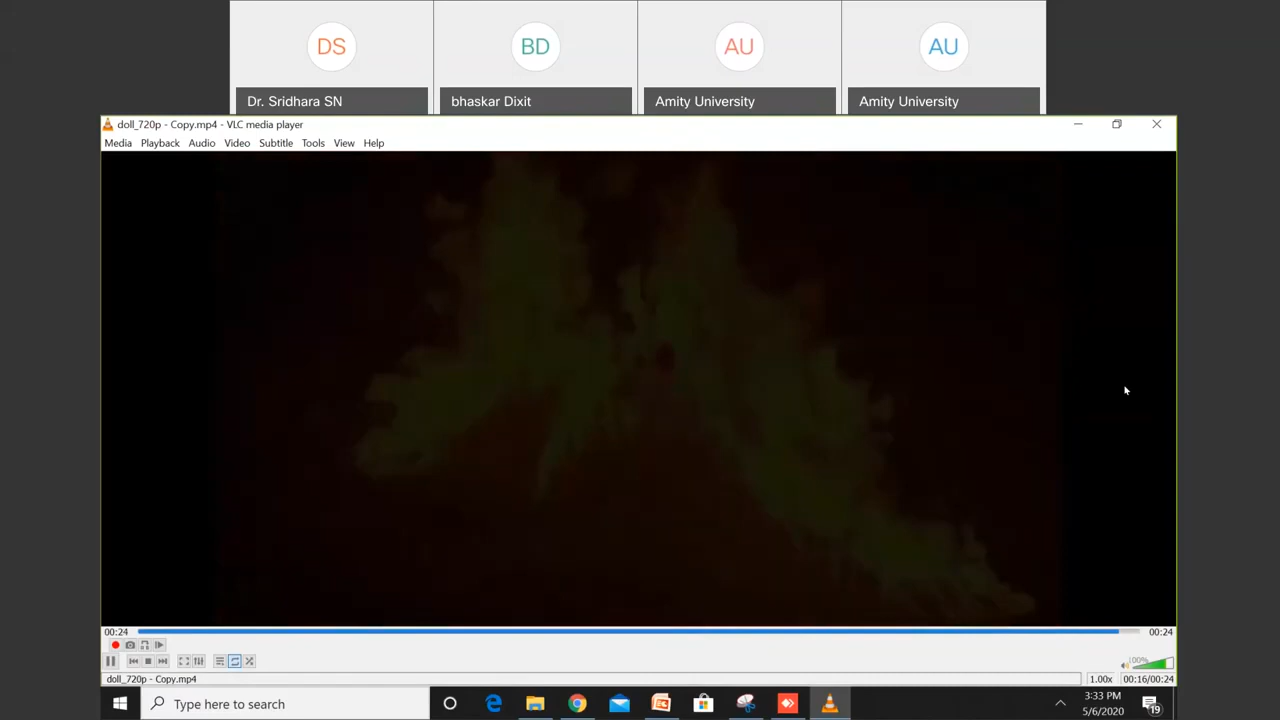 DS
BD
AU
AU
Dr. Sridhara SN
bhaskar Dixit
Amity University
Amity University
doll_720p - Copy.mp4 - VLC media player
Media Playback Audio Video Subtitle Tools View Help
00:24
00:24
100%
doll_720p - Copy.mp4
1.00x
00:16/00:24
Type here to search
3:33 PM
5/6/2020
19